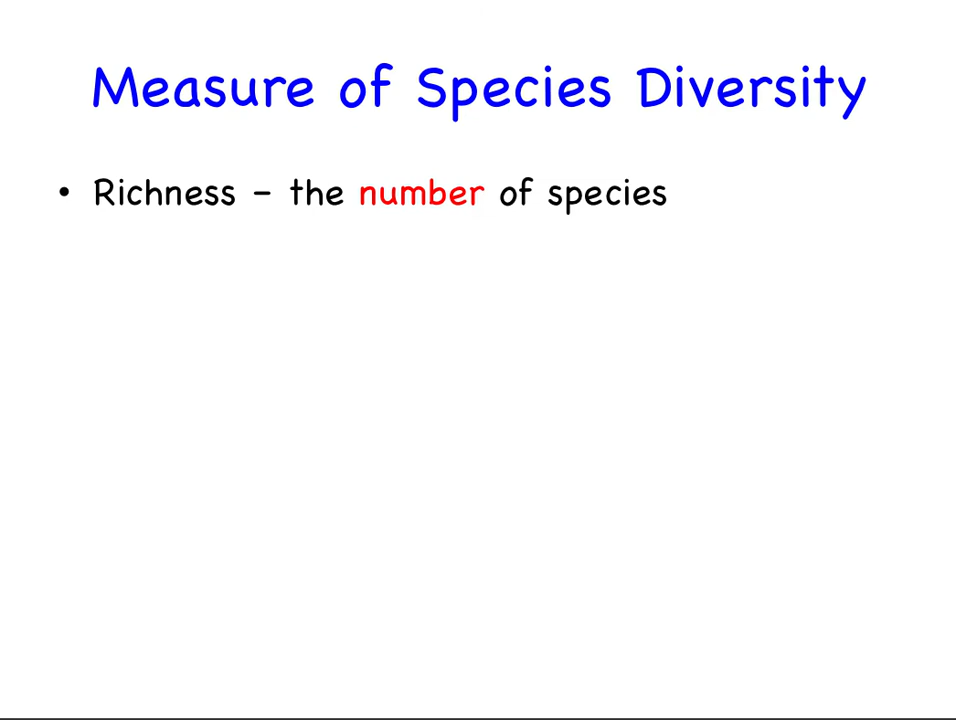 Measure of Species Diversity
• Richness – the number of species